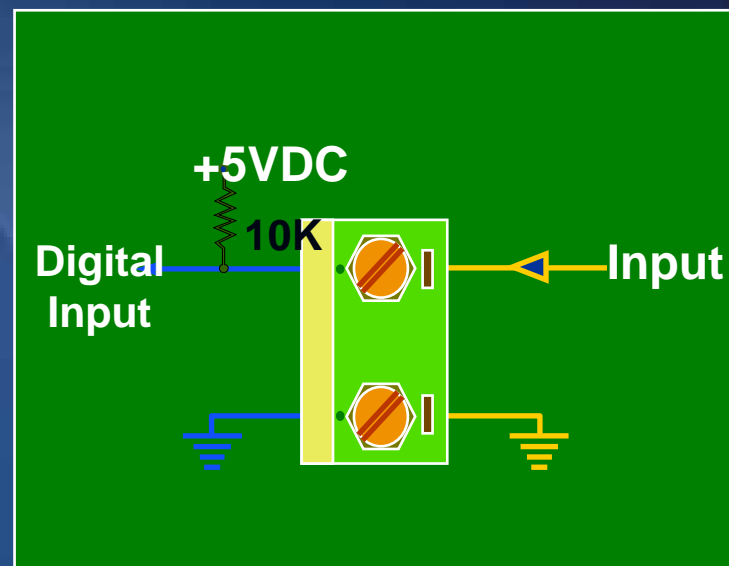 +5VDC
10K
Digital
Input
Input